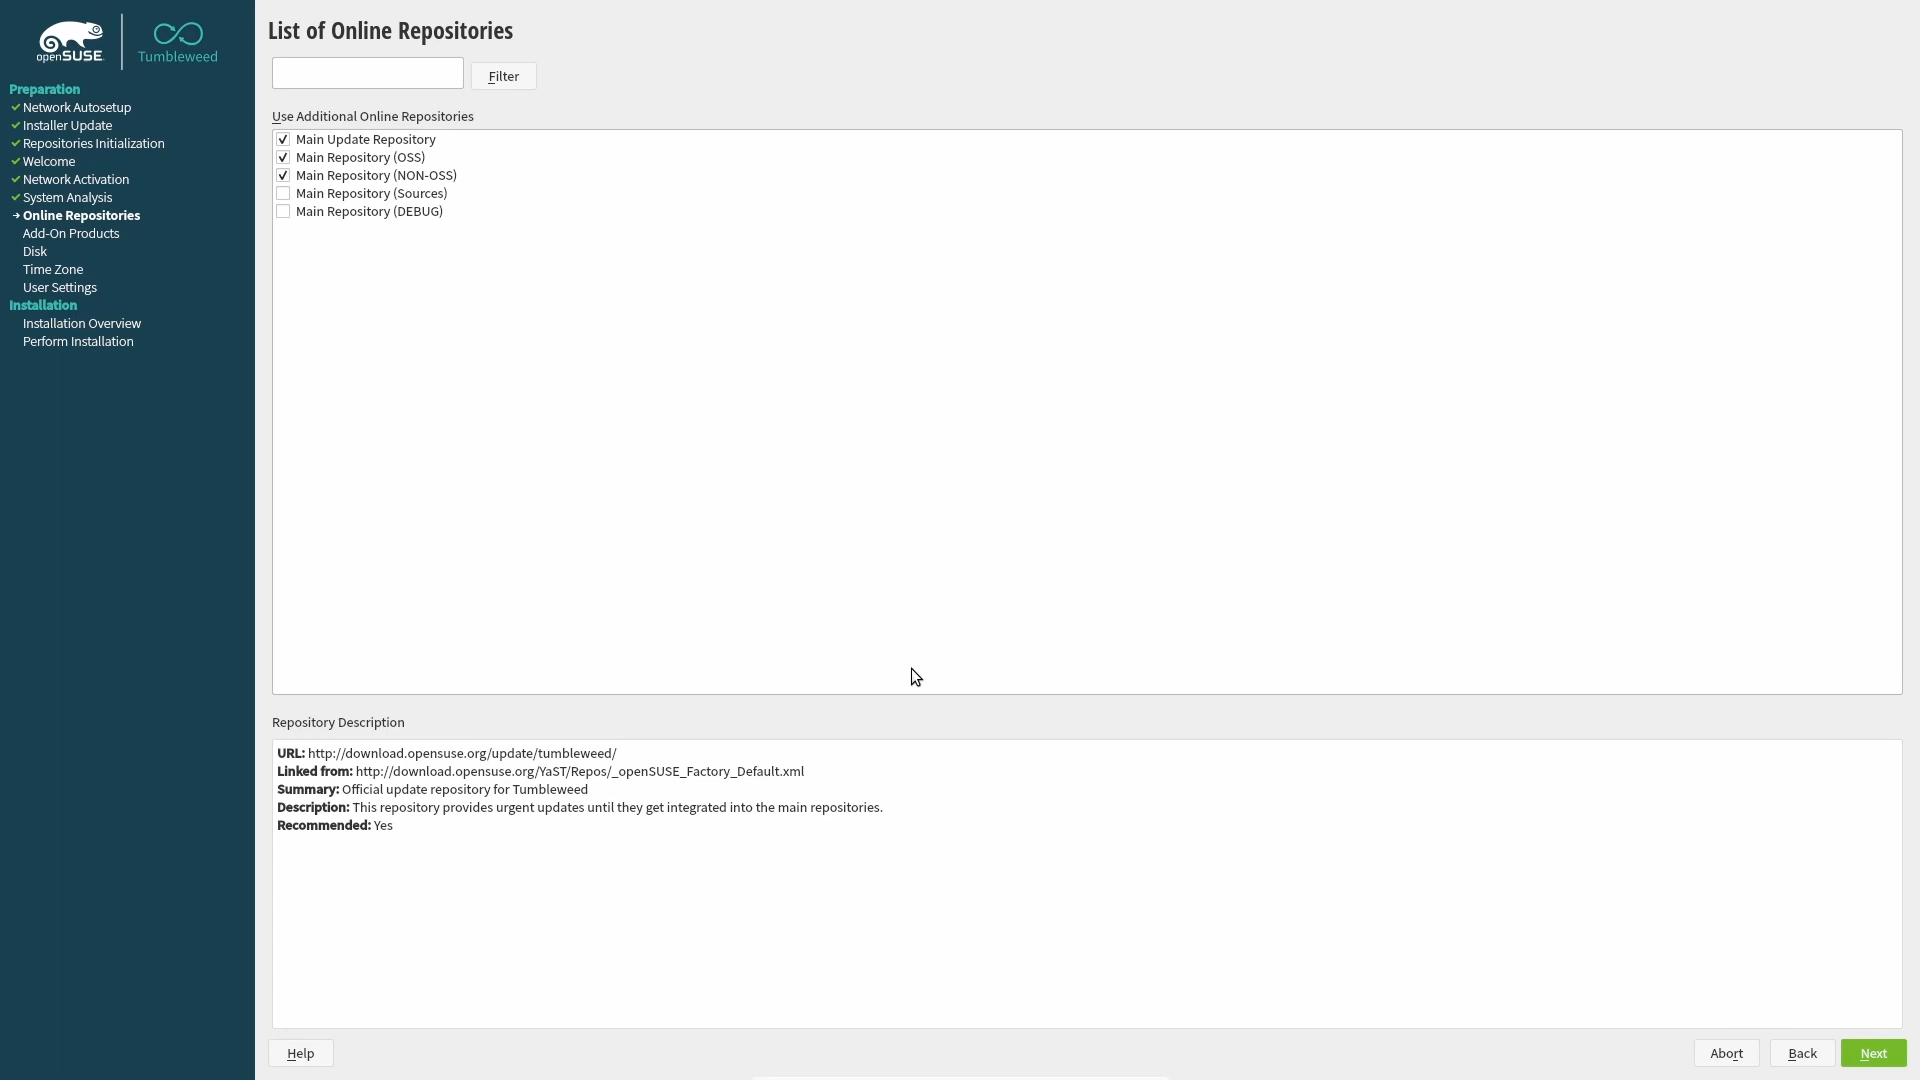 openSUSE
Tumbleweed
Preparation
Network Autosetup
Installer Update
Repositories Initialization
Welcome
Network Activation
System Analysis
Online Repositories
Add-On Products
Disk
Time Zone
User Settings
Installation
Installation Overview
Perform Installation
List of Online Repositories
Filter
Use Additional Online Repositories
Main Update Repository
Main Repository (OSS)
Main Repository (NON-OSS)
Main Repository (Sources)
Main Repository (DEBUG)
Repository Description
URL: http://download.opensuse.org/update/tumbleweed/
Linked from: http://download.opensuse.org/YaST/Repos/_openSUSE_Factory_Default.xml
Summary: Official update repository for Tumbleweed
Description: This repository provides urgent updates until they get integrated into the main repositories.
Recommended: Yes
Help
Abort
Back
Next